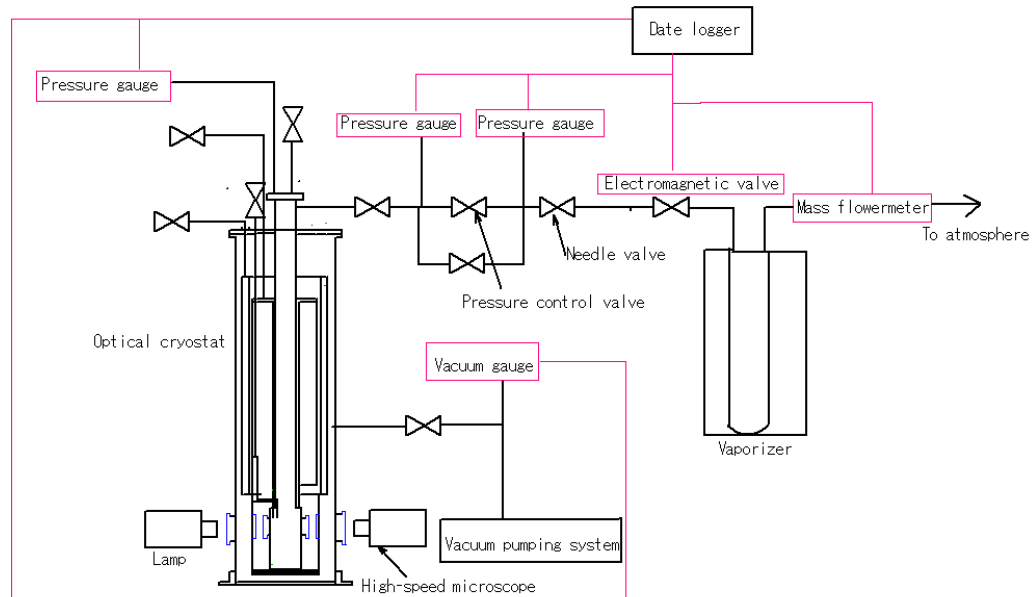 Date logger
Pressure gauge
Pressure gauge
Pressure gauge
Electromagnetic valve
Mass flowermeter
To atmosphere
Needle valve
Pressure control valve
Optical cryostat
Vacuum gauge
Vaporizer
Lamp
Vacuum pumping system
High-speed microscope